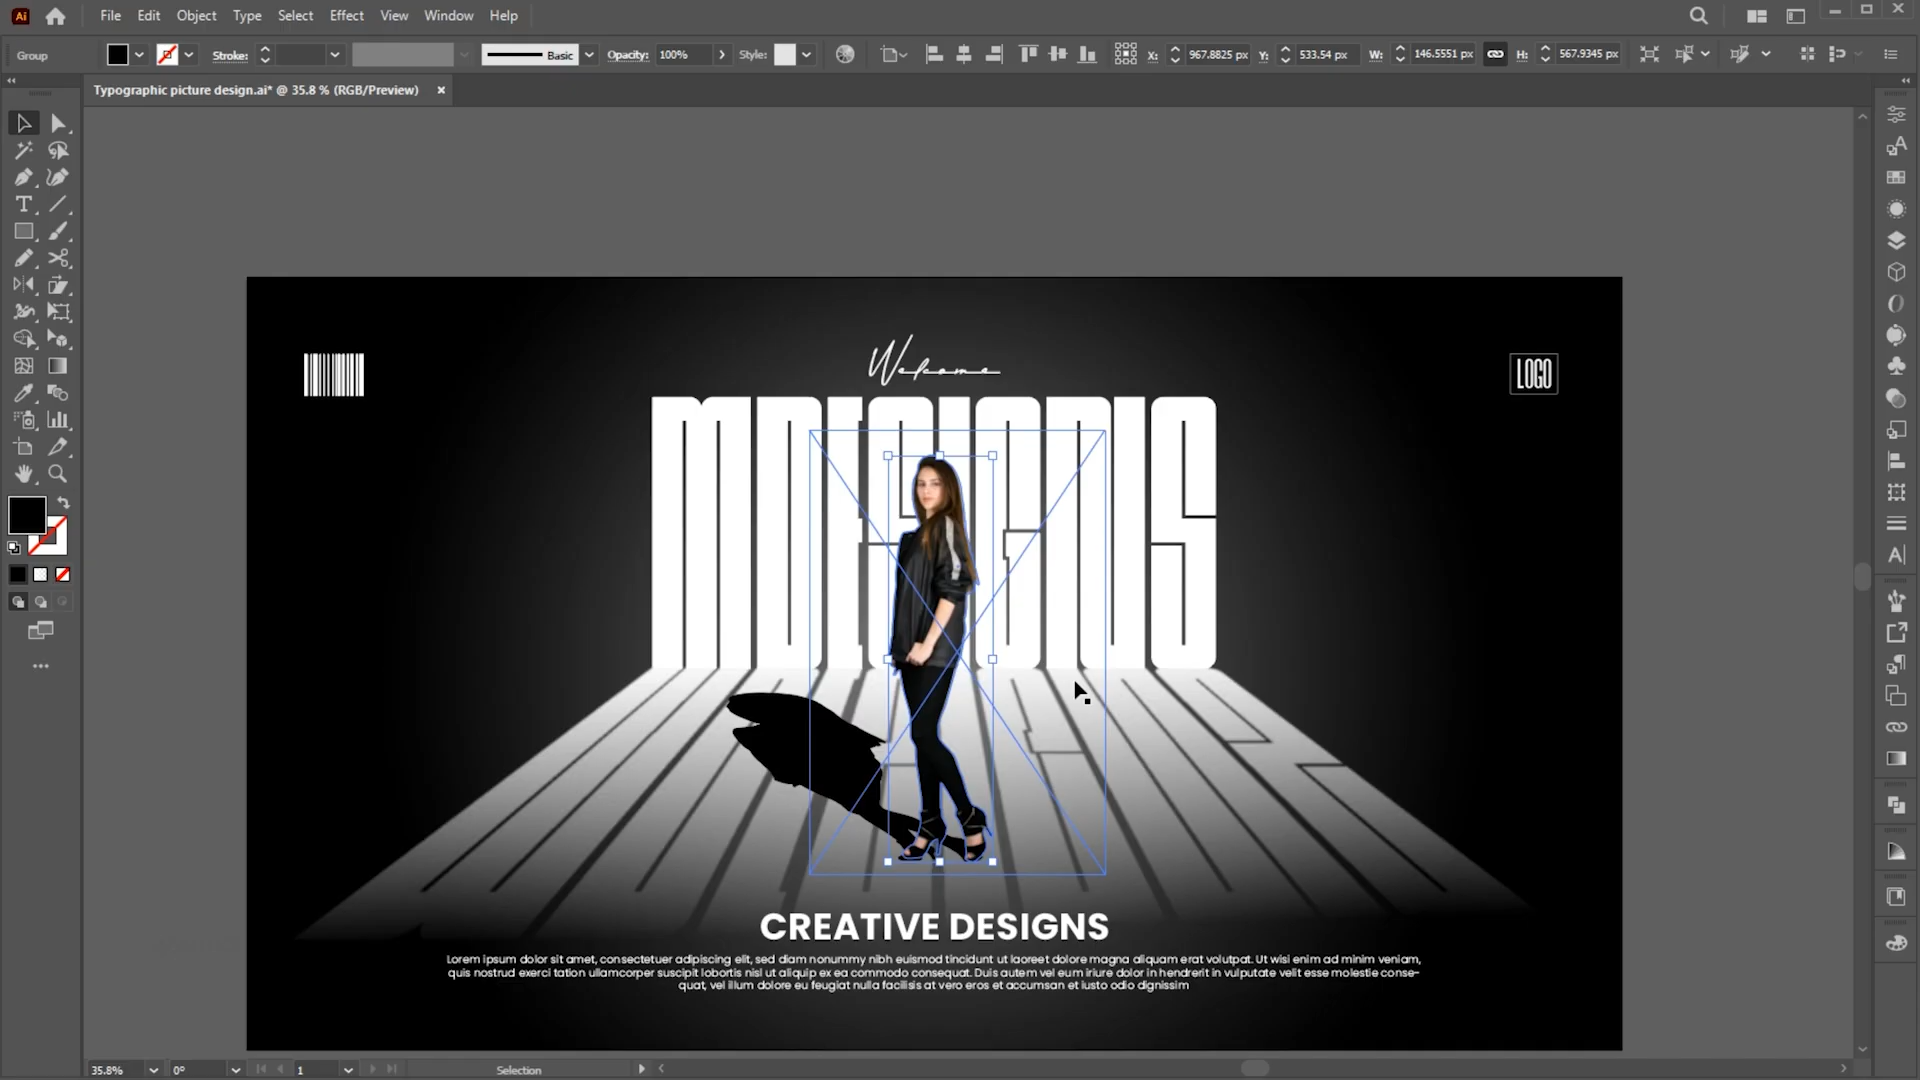 Ai File Edit Object Type Select Effect View Window Help
Group Stroke: Basic Opacity: 100% Style: X: 967.8825 px Y: 533.54 px W: 146.5551 px H: 567.9345 px
Typographic picture design.ai* @ 35.8 % (RGB/Preview) ×
Welcome
LOGO
CREATIVE DESIGNS
Lorem ipsum dolor sit amet, consectetuer adipiscing elit, sed diam nonummy nibh euismod tincidunt ut laoreet dolore magna aliquam erat volutpat. Ut wisi enim ad minim veniam,
quis nostrud exerci tation ullamcorper suscipit lobortis nisl ut aliquip ex ea commodo consequat. Duis autem vel eum iriure dolor in hendrerit in vulputate velit esse molestie conse-
quat, vel illum dolore eu feugiat nulla facilisis at vero eros et accumsan et iusto odio dignissim
35.8% 0° 1 Selection